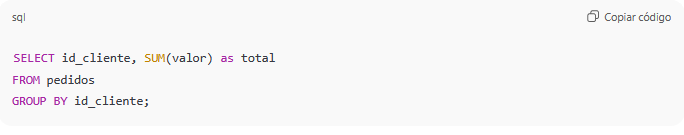 sql
Copiar código
SELECT id_cliente, SUM(valor) as total
FROM pedidos
GROUP BY id_cliente;